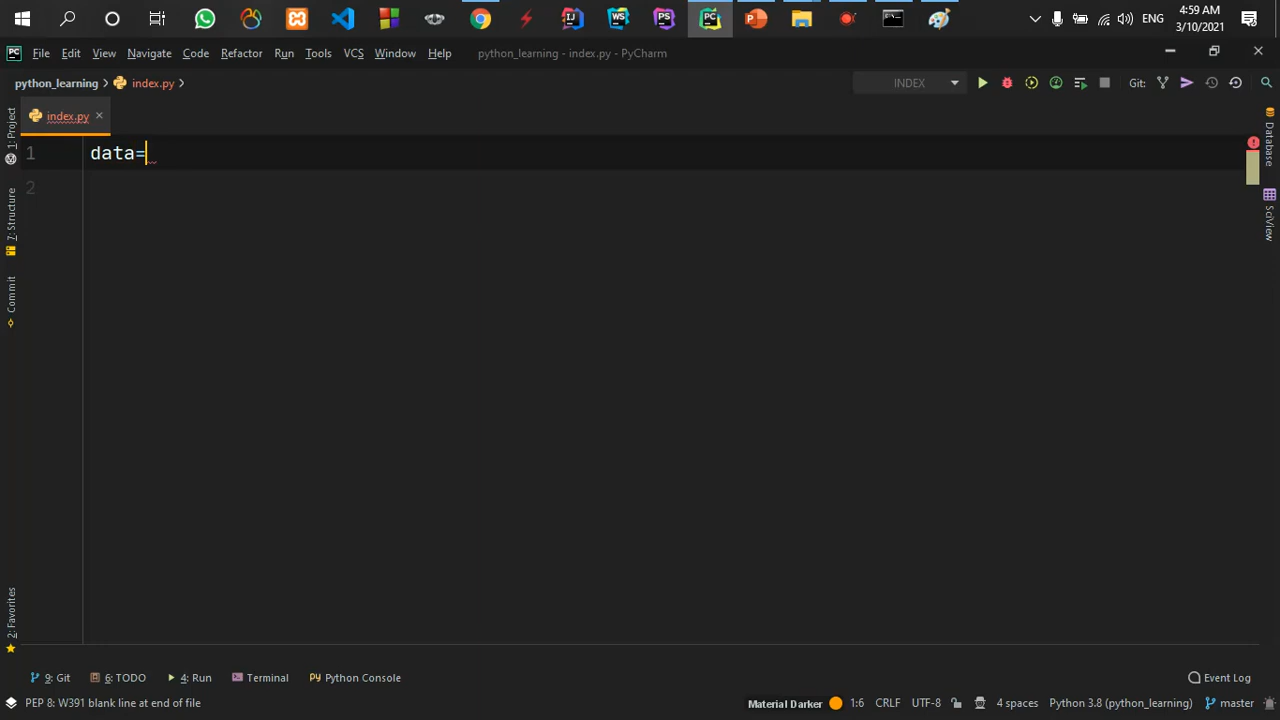 ENG
4:59 AM
3/10/2021
PC
File Edit View Navigate Code Refactor Run Tools VCS Window Help
python_learning - index.py - PyCharm
python_learning
index.py
INDEX
Git:
index.py
1: Project
7: Structure
Commit
2: Favorites
1
data=
2
Database
SciView
9: Git
6: TODO
4: Run
Terminal
Python Console
Event Log
PEP 8: W391 blank line at end of file
Material Darker
1:6
CRLF
UTF-8
4 spaces
Python 3.8 (python_learning)
master